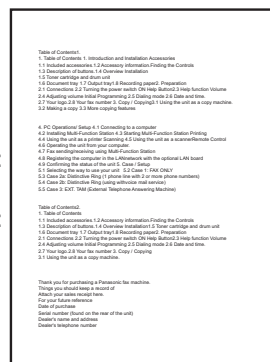 Table of Contents1.
1. Table of Contents 1. Introduction and Installation Accessories
1.1 Included accessories.1.2 Accessory information.Finding the Controls
1.3 Description of buttons.1.4 Overview Installation
1.5 Toner cartridge and drum unit
1.6 Document tray 1.7 Output tray1.8 Recording paper2. Preparation
2.1 Connections 2.2 Turning the power switch ON Help Button2.3 Help function Volume
2.4 Adjusting volume Initial Programming 2.5 Dialing mode 2.6 Date and time.
2.7 Your logo.2.8 Your fax number 3. Copy / Copying3.1 Using the unit as a copy machine.
3.2 Making a copy 3.3 More copying features
4. PC Operations/ Setup 4.1 Connecting to a computer
4.2 Installing Multi-Function Station 4.3 Starting Multi-Function Station Printing
4.4 Using the unit as a printer Scanning 4.5 Using the unit as a scanner/Remote Control
4.6 Operating the unit from your computer.
4.7 Fax sending/receiving using Multi-Function Station
4.8 Registering the computer in the LAN/network with the optional LAN board
4.9 Confirming the status of the unit 5. Case / Setup
5.1 Selecting the way to use your unit  5.2 Case 1: FAX ONLY
5.3 Case 2a: Distinctive Ring (1 phone line with 2 or more phone numbers)
5.4 Case 2b: Distinctive Ring (using with voice mail service)
5.5 Case 3: EXT. TAM (External Telephone Answering Machine)
Table of Contents2.
1. Table of Contents
1.1 Included accessories.1.2 Accessory information.Finding the Controls
1.3 Description of buttons.1.4 Overview Installation1.5 Toner cartridge and drum unit
1.6 Document tray 1.7 Output tray1.8 Recording paper2. Preparation
2.1 Connections 2.2 Turning the power switch ON Help Button2.3 Help function Volume
2.4 Adjusting volume Initial Programming 2.5 Dialing mode 2.6 Date and time.
2.7 Your logo.2.8 Your fax number 3. Copy / Copying
3.1 Using the unit as a copy machine.
Thank you for purchasing a Panasonic fax machine.
Things you should keep a record of
Attach your sales receipt here.
For your future reference
Date of purchase
Serial number (found on the rear of the unit)
Dealer's name and address
Dealer's telephone number